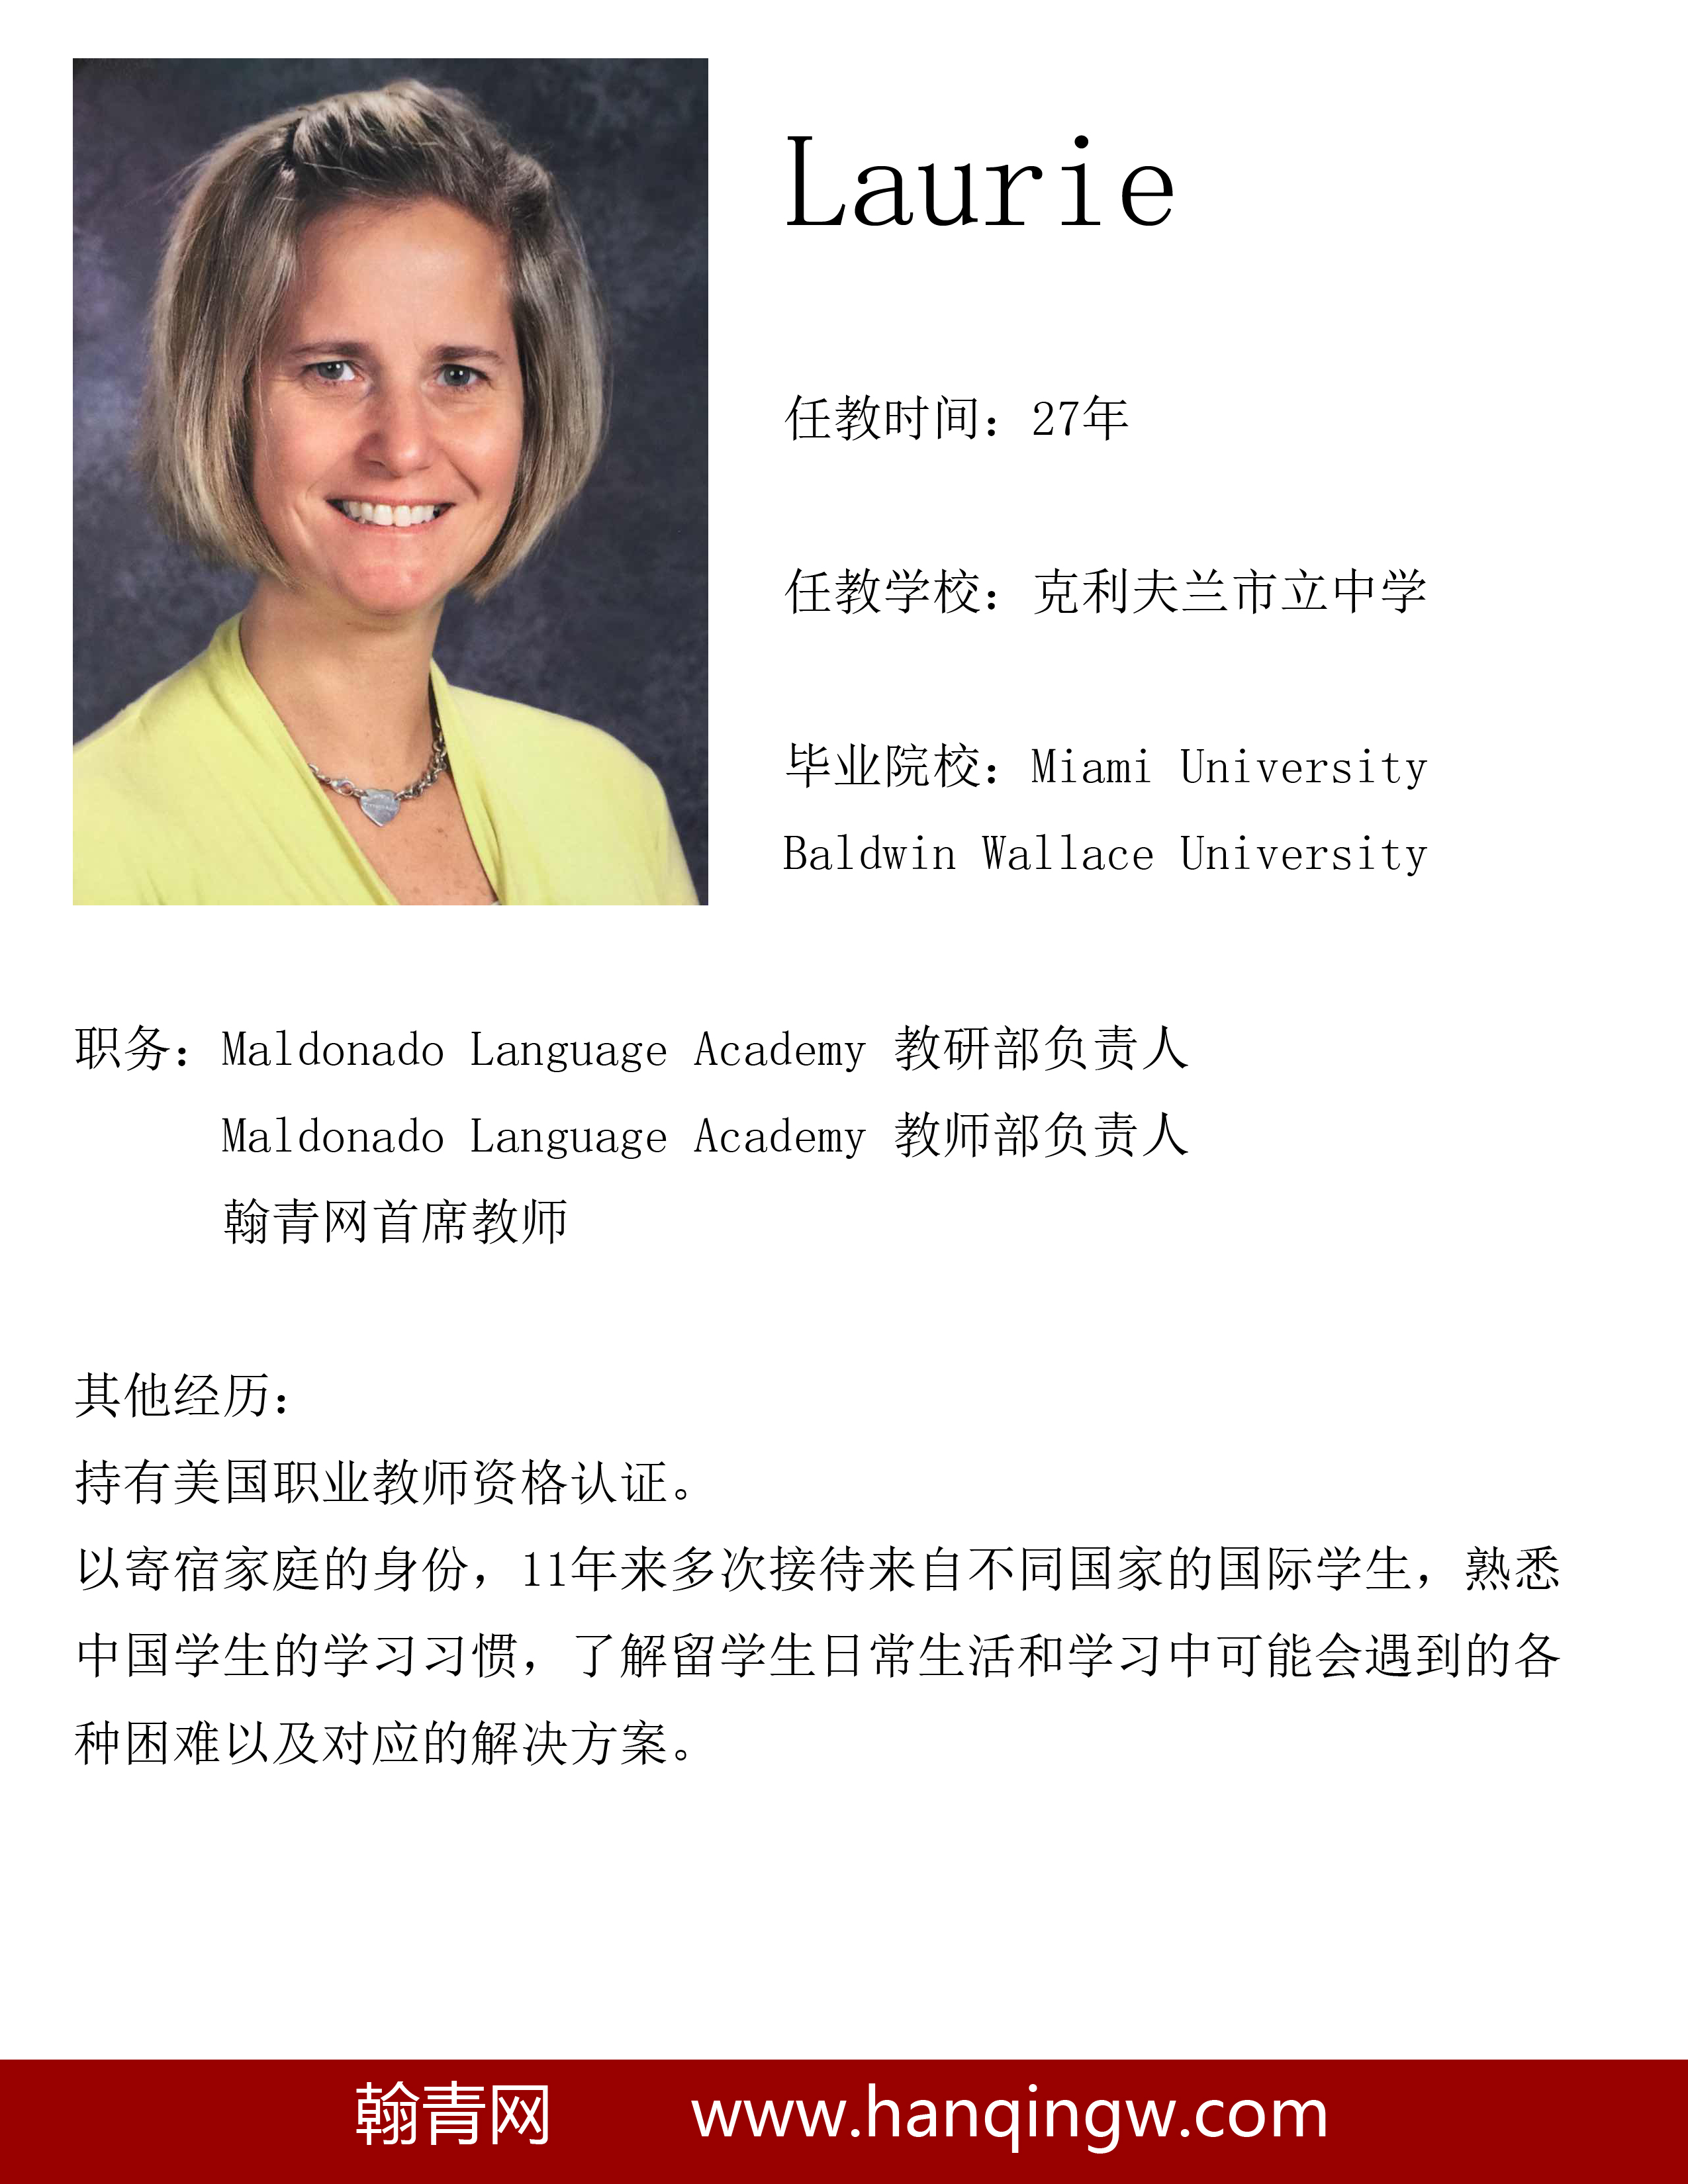 Laurie
任教时间：27年
任教学校：克利夫兰市立中学
毕业院校：Miami University
Baldwin Wallace University
职务：Maldonado Language Academy 教研部负责人
Maldonado Language Academy 教师部负责人
翰青网首席教师
其他经历：
持有美国职业教师资格认证。
以寄宿家庭的身份，11年来多次接待来自不同国家的国际学生，熟悉
中国学生的学习习惯，了解留学生日常生活和学习中可能会遇到的各
种困难以及对应的解决方案。
翰青网 www.hanqingw.com